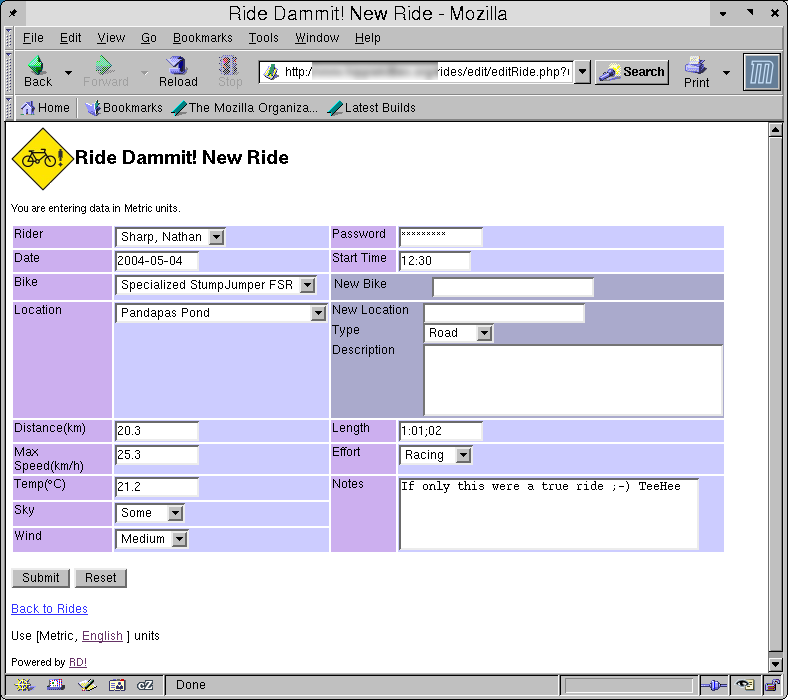 Ride Dammit! New Ride - Mozilla
File Edit View Go Bookmarks Tools Window Help
Back Forward Reload Stop http:/ rides/edit/editRide.php? Search Print
Home Bookmarks The Mozilla Organiza... Latest Builds
Ride Dammit! New Ride
You are entering data in Metric units.
Rider Sharp, Nathan Password *********
Date 2004-05-04 Start Time 12:30
Bike Specialized StumpJumper FSR New Bike
Location Pandapas Pond New Location
Type Road
Description
Distance(km) 20.3 Length 1:01;02
Max Speed(km/h) 25.3 Effort Racing
Temp(°C) 21.2 Notes If only this were a true ride ;-) TeeHee
Sky Some
Wind Medium
Submit Reset
Back to Rides
Use [Metric, English ] units
Powered by RD!
Done